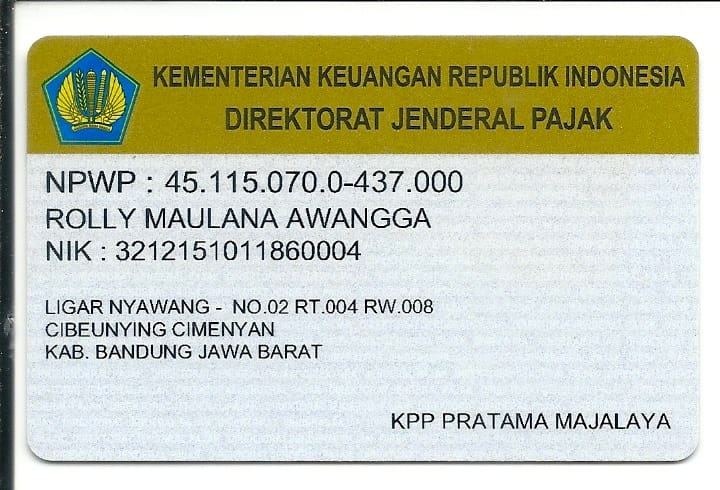 KEMENTERIAN KEUANGAN REPUBLIK INDONESIA
DIREKTORAT JENDERAL PAJAK
NPWP : 45.115.070.0-437.000
ROLLY MAULANA AWANGGA
NIK : 3212151011860004
LIGAR NYAWANG - NO.02 RT.004 RW.008
CIBEUNYING CIMENYAN
KAB. BANDUNG JAWA BARAT
KPP PRATAMA MAJALAYA